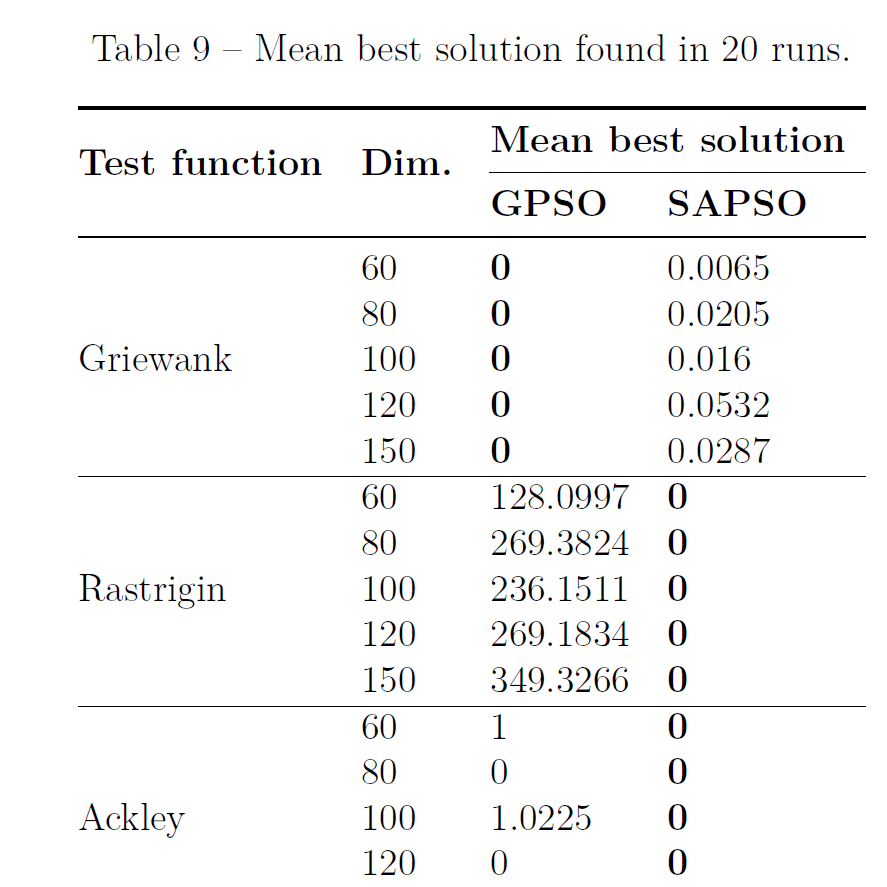 Table 9 – Mean best solution found in 20 runs.
Test function Dim. Mean best solution
GPSO SAPSO
60 0 0.0065
80 0 0.0205
Griewank 100 0 0.016
120 0 0.0532
150 0 0.0287
60 128.0997 0
80 269.3824 0
Rastrigin 100 236.1511 0
120 269.1834 0
150 349.3266 0
60 1 0
80 0 0
Ackley 100 1.0225 0
120 0 0